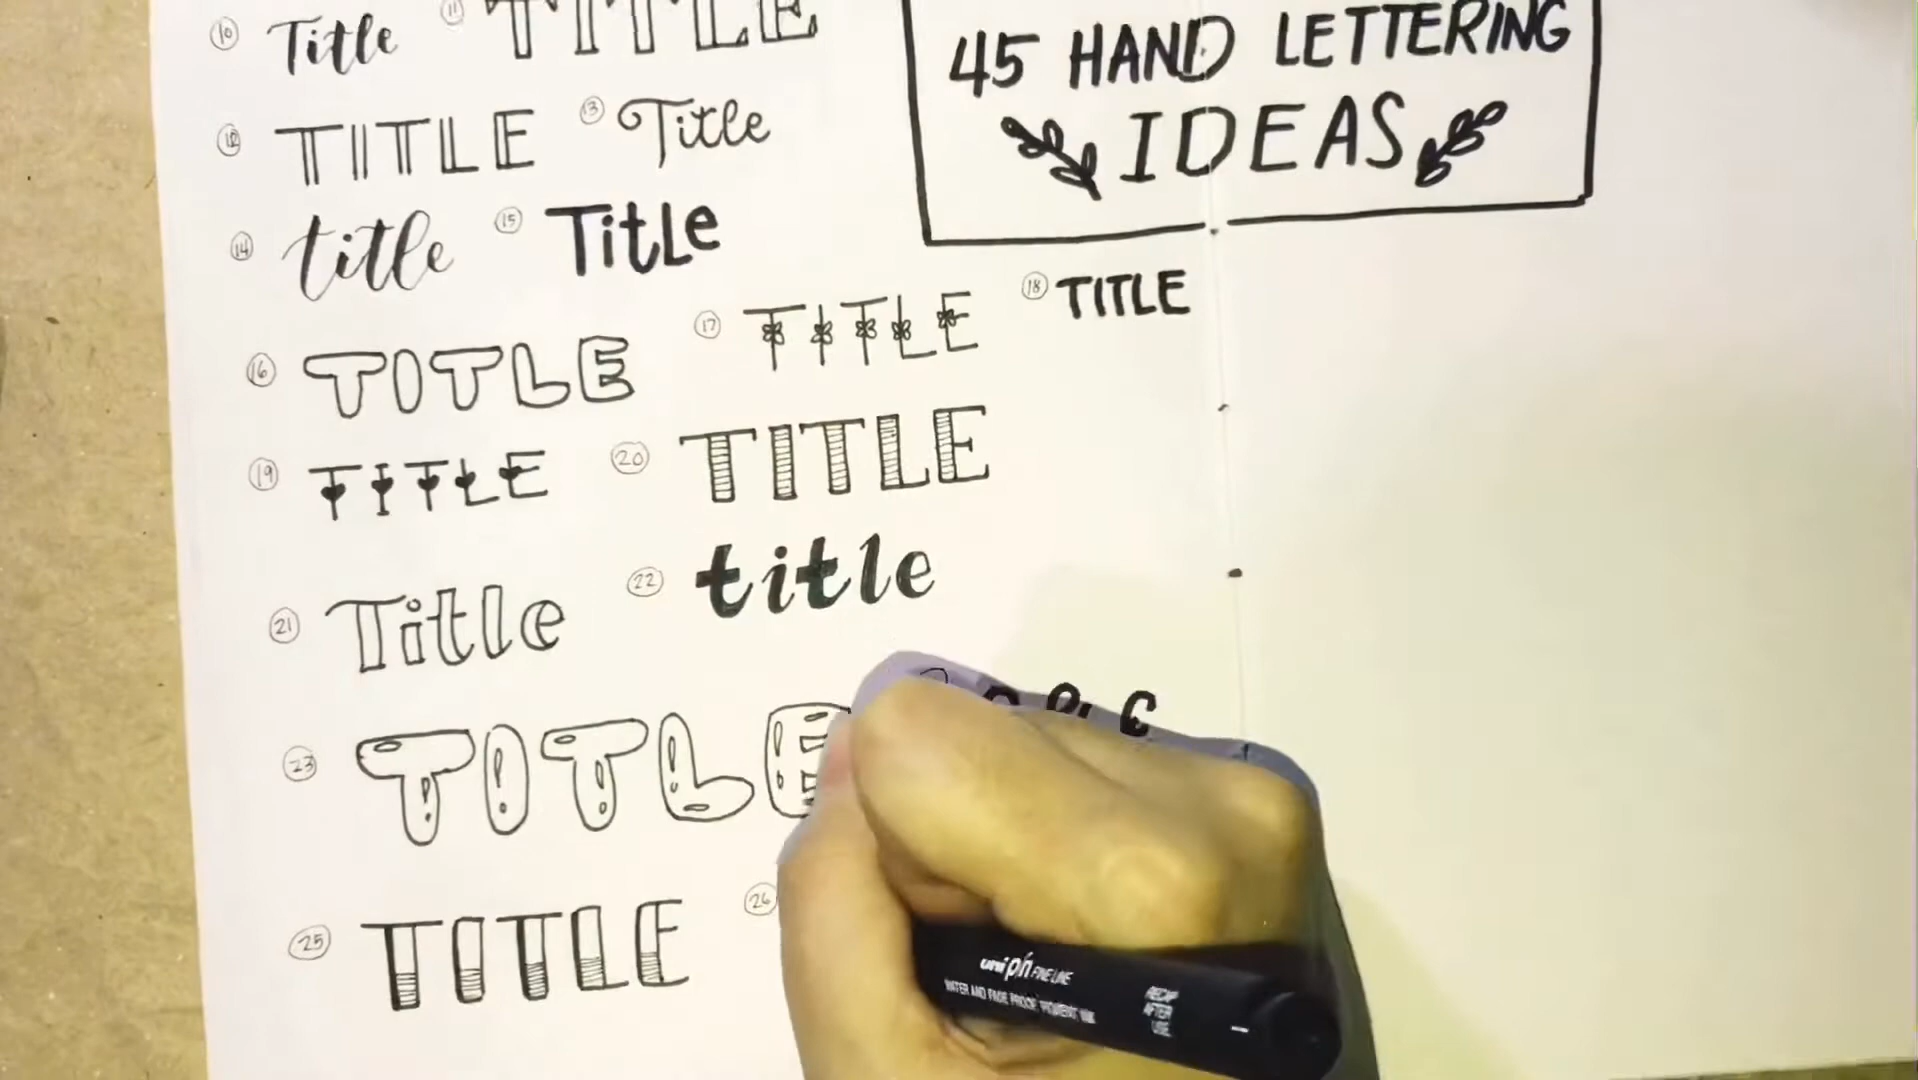 10 Title 11 TITLE
45 HAND LETTERING
IDEAS
12 TITLE 13 Title
14 title 15 Title
16 TITLE 17 TITLE 18 TITLE
19 TITLE 20 TITLE
21 Title 22 title
23 TITLE
25 TITLE 26
uni pin FINE LINE
WATER AND FADE PROOF PIGMENT INK
RECAP
AFTER
USE